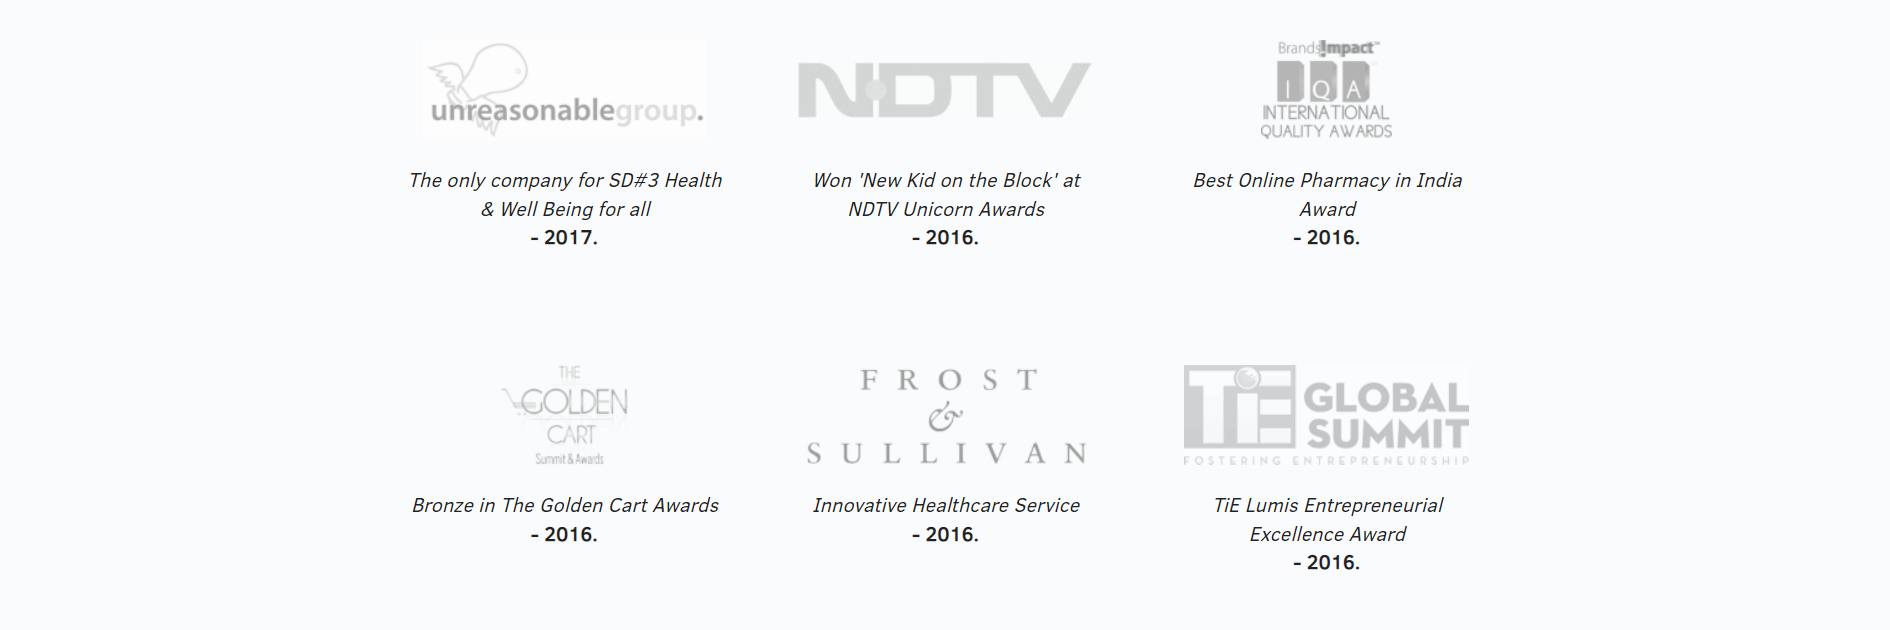 unreasonablegroup.
The only company for SD#3 Health
& Well Being for all
- 2017.
NDTV
Won 'New Kid on the Block' at
NDTV Unicorn Awards
- 2016.
Brands!mpact™
IQA
INTERNATIONAL
QUALITY AWARDS
Best Online Pharmacy in India
Award
- 2016.
THE
GOLDEN
CART
Summit & Awards
Bronze in The Golden Cart Awards
- 2016.
FROST
&
SULLIVAN
Innovative Healthcare Service
- 2016.
TiE
GLOBAL
SUMMIT
FOSTERING ENTREPRENEURSHIP
TiE Lumis Entrepreneurial
Excellence Award
- 2016.